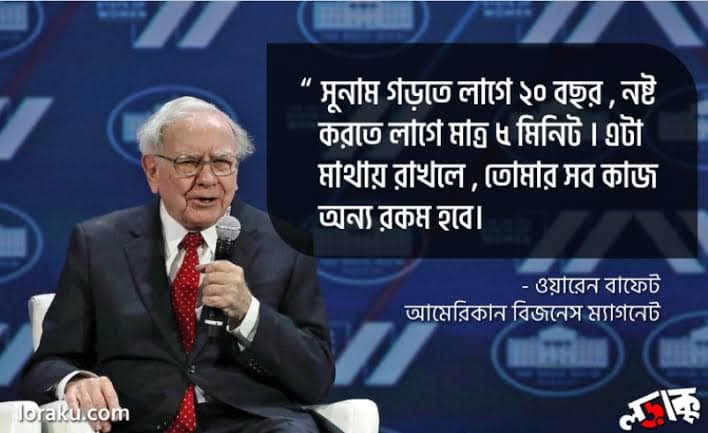 “ সুনাম গড়তে লাগে ২০ বছর , নষ্ট
করতে লাগে মাত্র ৫ মিনিট । এটা
মাথায় রাখলে , তোমার সব কাজ
অন্য রকম হবে।
- ওয়ারেন বাফেট
আমেরিকান বিজনেস ম্যাগনেট
loraku.com